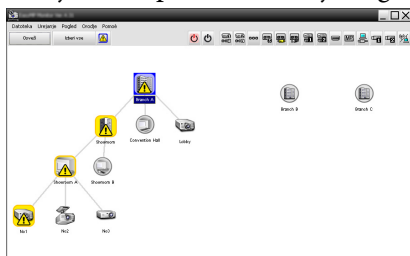 Datoteka Urejanje Pogled Orodje Pomoč
Osveži Izberi vse
Branch A
Branch B Branch C
Showroom Convention Hall Lobby
Showroom A Showroom B
No1 No2 No3